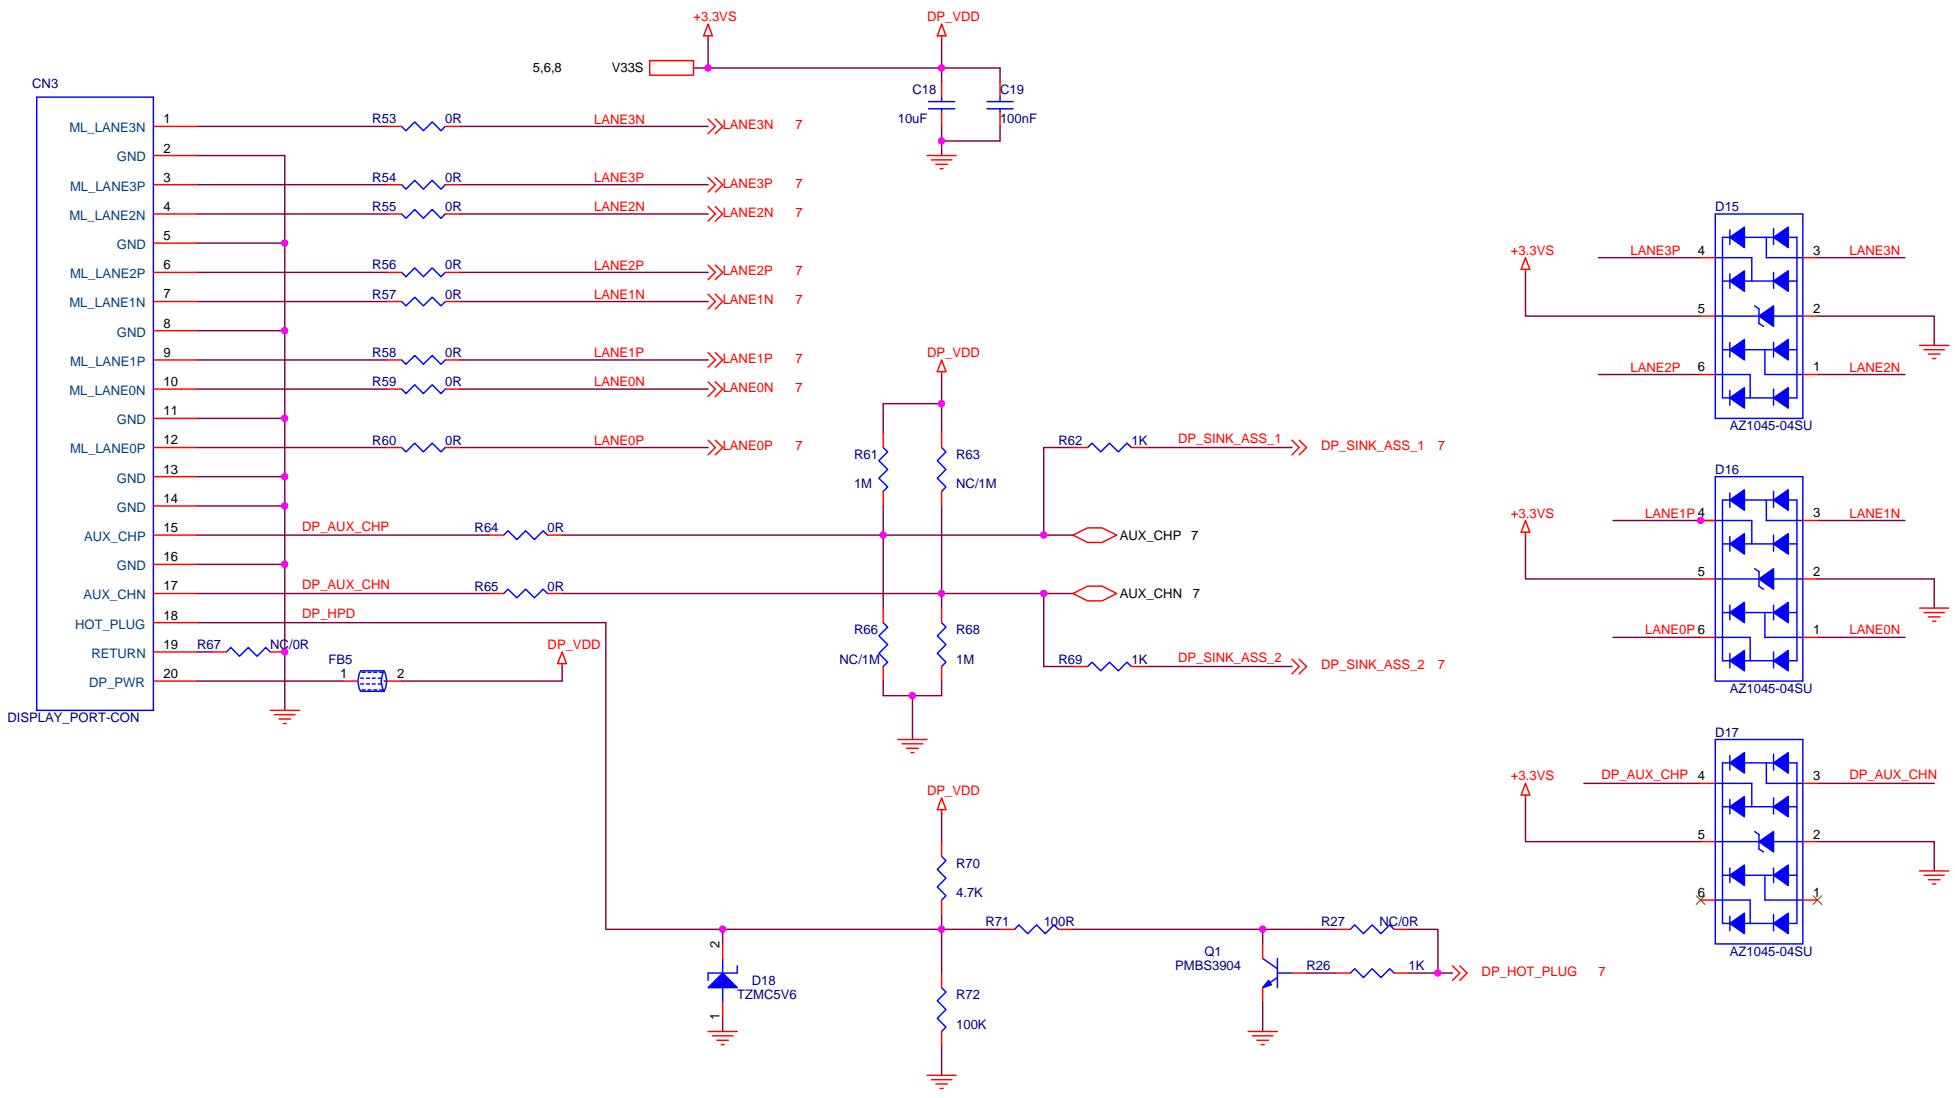 +3.3VS
DP_VDD
5,6,8 V33S
C18
10uF
C19
100nF
CN3
ML_LANE3N 1 R53 0R LANE3N LANE3N 7
GND 2
ML_LANE3P 3 R54 0R LANE3P LANE3P 7
ML_LANE2N 4 R55 0R LANE2N LANE2N 7
GND 5
ML_LANE2P 6 R56 0R LANE2P LANE2P 7
ML_LANE1N 7 R57 0R LANE1N LANE1N 7
GND 8
ML_LANE1P 9 R58 0R LANE1P LANE1P 7
ML_LANE0N 10 R59 0R LANE0N LANE0N 7
GND 11
ML_LANE0P 12 R60 0R LANE0P LANE0P 7
GND 13
GND 14
AUX_CHP 15 DP_AUX_CHP R64 0R AUX_CHP 7
GND 16
AUX_CHN 17 DP_AUX_CHN R65 0R AUX_CHN 7
HOT_PLUG 18 DP_HPD
RETURN 19 R67 NC/0R
DP_PWR 20 FB5 1 2 DP_VDD
DISPLAY_PORT-CON
DP_VDD
R61
1M
R63
NC/1M
R62 1K DP_SINK_ASS_1 DP_SINK_ASS_1 7
R66
NC/1M
R68
1M
R69 1K DP_SINK_ASS_2 DP_SINK_ASS_2 7
DP_VDD
R70
4.7K
R71 100R
R27 NC/0R
Q1
PMBS3904
R26 1K DP_HOT_PLUG 7
2
D18
TZMC5V6
1
R72
100K
D15
+3.3VS
LANE3P 4 3 LANE3N
5 2
LANE2P 6 1 LANE2N
AZ1045-04SU
D16
+3.3VS
LANE1P 4 3 LANE1N
5 2
LANE0P 6 1 LANE0N
AZ1045-04SU
D17
+3.3VS
DP_AUX_CHP 4 3 DP_AUX_CHN
5 2
6 1
AZ1045-04SU